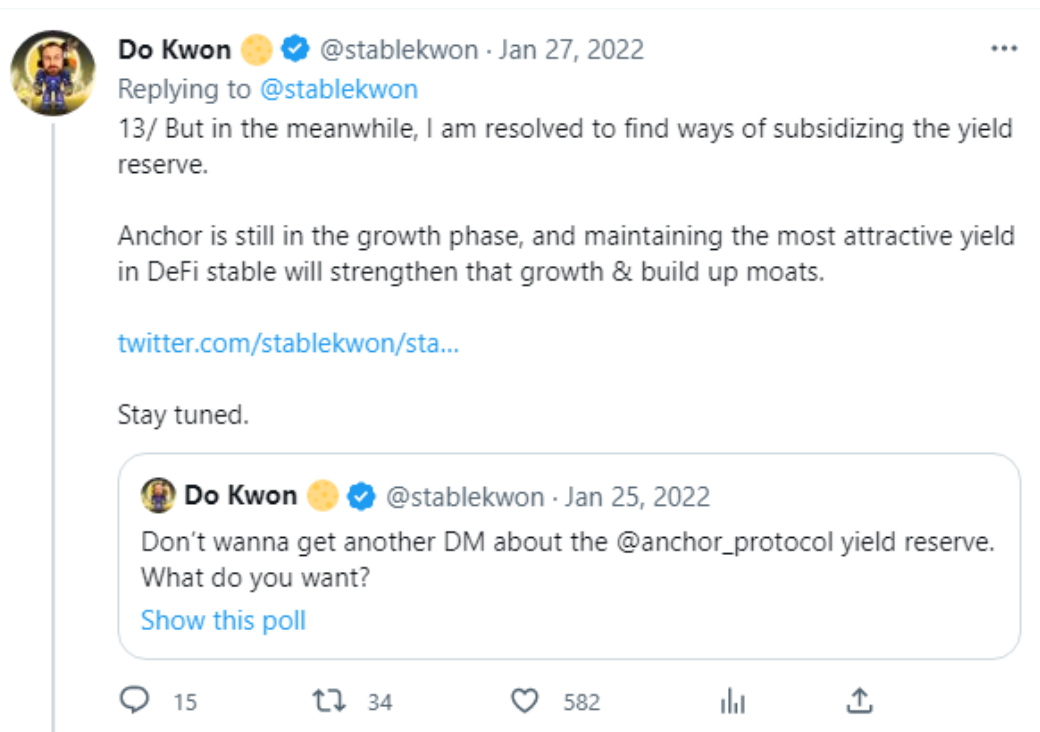 Do Kwon @stablekwon · Jan 27, 2022
Replying to @stablekwon
13/ But in the meanwhile, I am resolved to find ways of subsidizing the yield
reserve.
Anchor is still in the growth phase, and maintaining the most attractive yield
in DeFi stable will strengthen that growth & build up moats.
twitter.com/stablekwon/sta...
Stay tuned.
Do Kwon @stablekwon · Jan 25, 2022
Don't wanna get another DM about the @anchor_protocol yield reserve.
What do you want?
Show this poll
15 34 582